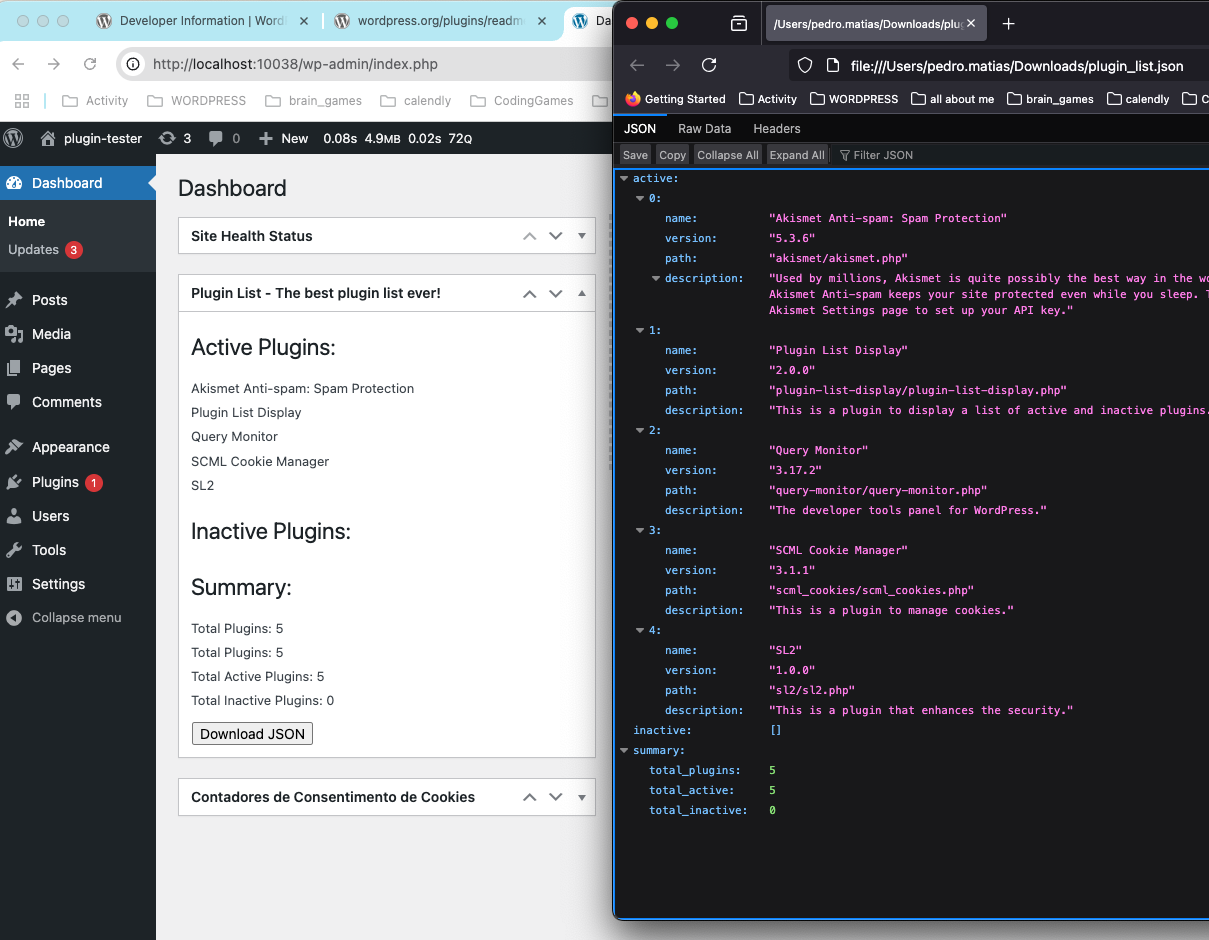 Developer Information | Word
wordpress.org/plugins/readm
Da
http://localhost:10038/wp-admin/index.php
Activity
WORDPRESS
brain_games
calendly
CodingGames
plugin-tester
3
0
New
0.08s 4.9MB 0.02s 72Q
Dashboard
Home
Updates 3
Posts
Media
Pages
Comments
Appearance
Plugins 1
Users
Tools
Settings
Collapse menu
Dashboard
Site Health Status
Plugin List - The best plugin list ever!
Active Plugins:
Akismet Anti-spam: Spam Protection
Plugin List Display
Query Monitor
SCML Cookie Manager
SL2
Inactive Plugins:
Summary:
Total Plugins: 5
Total Plugins: 5
Total Active Plugins: 5
Total Inactive Plugins: 0
Download JSON
Contadores de Consentimento de Cookies
/Users/pedro.matias/Downloads/plug
file:///Users/pedro.matias/Downloads/plugin_list.json
Getting Started
Activity
WORDPRESS
all about me
brain_games
calendly
C
JSON
Raw Data
Headers
Save
Copy
Collapse All
Expand All
Filter JSON
active:
0:
name: "Akismet Anti-spam: Spam Protection"
version: "5.3.6"
path: "akismet/akismet.php"
description: "Used by millions, Akismet is quite possibly the best way in the wo
Akismet Anti-spam keeps your site protected even while you sleep. T
Akismet Settings page to set up your API key."
1:
name: "Plugin List Display"
version: "2.0.0"
path: "plugin-list-display/plugin-list-display.php"
description: "This is a plugin to display a list of active and inactive plugins.
2:
name: "Query Monitor"
version: "3.17.2"
path: "query-monitor/query-monitor.php"
description: "The developer tools panel for WordPress."
3:
name: "SCML Cookie Manager"
version: "3.1.1"
path: "scml_cookies/scml_cookies.php"
description: "This is a plugin to manage cookies."
4:
name: "SL2"
version: "1.0.0"
path: "sl2/sl2.php"
description: "This is a plugin that enhances the security."
inactive: []
summary:
total_plugins: 5
total_active: 5
total_inactive: 0